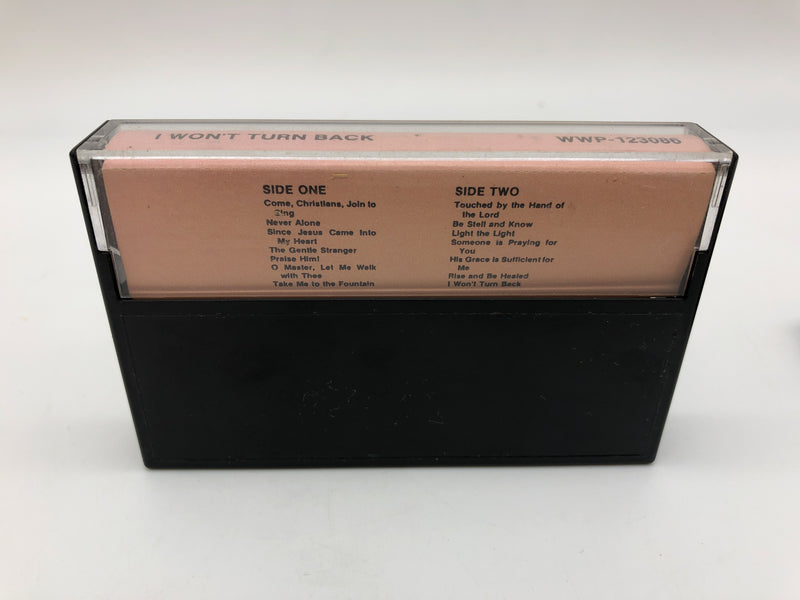 I WON'T TURN BACK WWP-123086
SIDE ONE
Come, Christians, Join to
Sing
Never Alone
Since Jesus Came Into
My Heart
The Gentle Stranger
Praise Him!
O Master, Let Me Walk
with Thee
Take Me to the Fountain
SIDE TWO
Touched by the Hand of
the Lord
Be Stell and Know
Light the Light
Someone is Praying for
You
His Grace is Sufficient for
Me
Rise and Be Healed
I Won't Turn Back